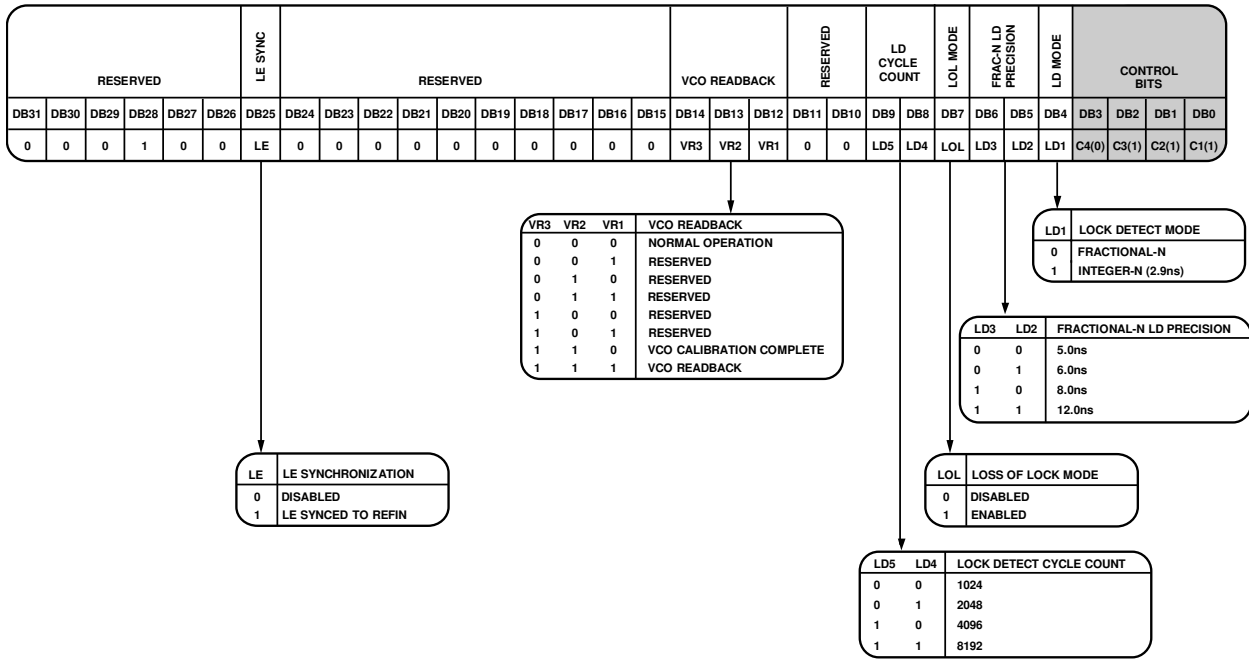 RESERVED
LE SYNC
RESERVED
VCO READBACK
RESERVED
LD
CYCLE
COUNT
LOL MODE
FRAC-N LD
PRECISION
LD MODE
CONTROL
BITS
DB31 DB30 DB29 DB28 DB27 DB26 DB25 DB24 DB23 DB22 DB21 DB20 DB19 DB18 DB17 DB16 DB15 DB14 DB13 DB12 DB11 DB10 DB9 DB8 DB7 DB6 DB5 DB4 DB3 DB2 DB1 DB0
0 0 0 1 0 0 LE 0 0 0 0 0 0 0 0 0 0 VR3 VR2 VR1 0 0 LD5 LD4 LOL LD3 LD2 LD1 C4(0) C3(1) C2(1) C1(1)
VR3 VR2 VR1 VCO READBACK
0 0 0 NORMAL OPERATION
0 0 1 RESERVED
0 1 0 RESERVED
0 1 1 RESERVED
1 0 0 RESERVED
1 0 1 RESERVED
1 1 0 VCO CALIBRATION COMPLETE
1 1 1 VCO READBACK
LD1 LOCK DETECT MODE
0 FRACTIONAL-N
1 INTEGER-N (2.9ns)
LD3 LD2 FRACTIONAL-N LD PRECISION
0 0 5.0ns
0 1 6.0ns
1 0 8.0ns
1 1 12.0ns
LE LE SYNCHRONIZATION
0 DISABLED
1 LE SYNCED TO REFIN
LOL LOSS OF LOCK MODE
0 DISABLED
1 ENABLED
LD5 LD4 LOCK DETECT CYCLE COUNT
0 0 1024
0 1 2048
1 0 4096
1 1 8192